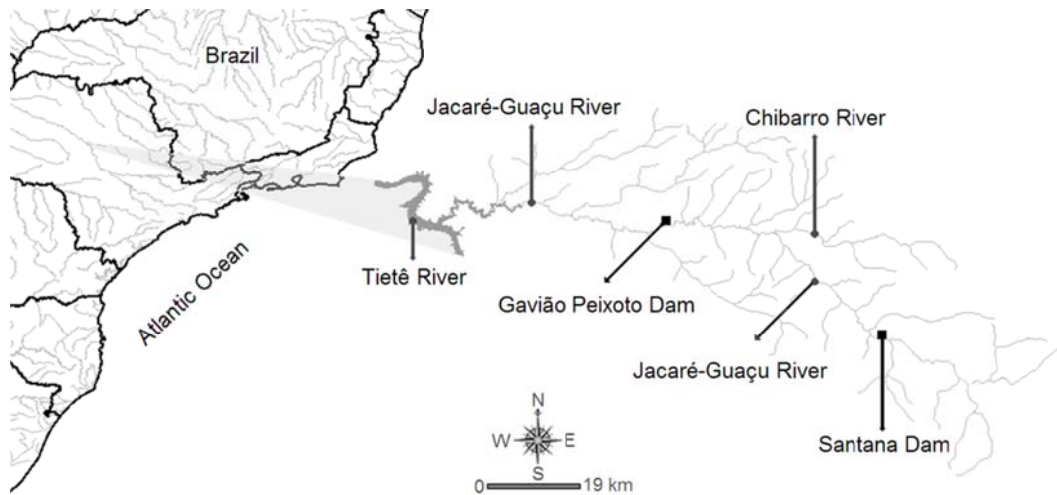 Brazil
Jacaré-Guaçu River
Chibarro River
Atlantic Ocean
Tietê River
Gavião Peixoto Dam
Jacaré-Guaçu River
Santana Dam
N
W E
S
0 19 km